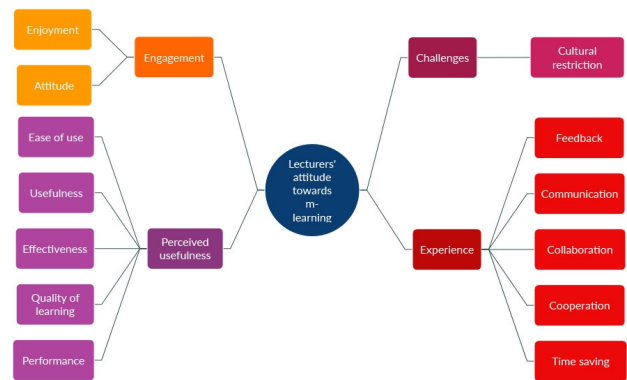 Enjoyment
Attitude
Engagement
Ease of use
Usefulness
Effectiveness
Quality of
learning
Performance
Perceived
usefulness
Lecturers'
attitude
towards
m-
learning
Challenges
Cultural
restriction
Experience
Feedback
Communication
Collaboration
Cooperation
Time saving